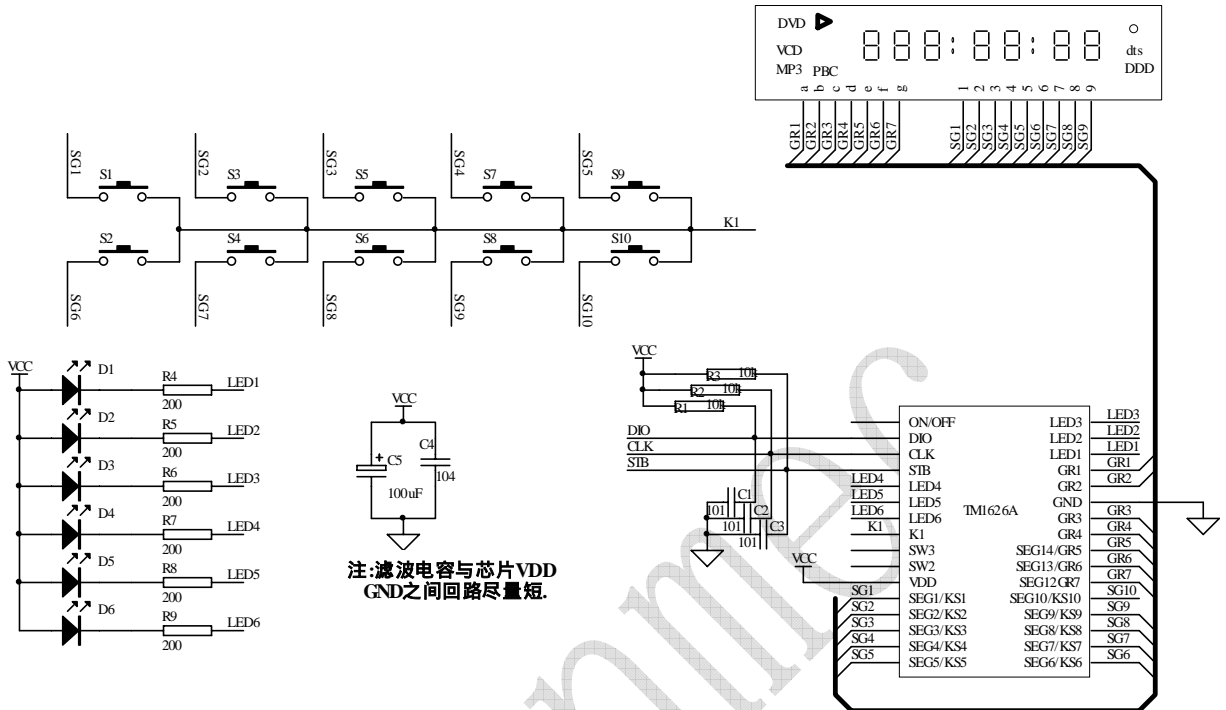 DVD
VCD
dts
MP3 PBC
DDD
a b c d e f g 1 2 3 4 5 6 7 8 9
GR1 GR2 GR3 GR4 GR5 GR6 GR7 SG1 SG2 SG3 SG4 SG5 SG6 SG7 SG8 SG9
SG1 SG2 SG3 SG4 SG5
S1 S3 S5 S7 S9
K1
S2 S4 S6 S8 S10
SG6 SG7 SG8 SG9 SG10
VCC
D1 R4 LED1
200
D2 R5 LED2
200
D3 R6 LED3
200
D4 R7 LED4
200
D5 R8 LED5
200
D6 R9 LED6
200
VCC
+
C5 C4
100uF 104
注:滤波电容与芯片VDD
GND之间回路尽量短.
VCC
R3 10k
R2 10k
R1 10k
DIO
CLK
STB
C1
101
C2
101
C3
101
LED4
LED5
LED6
K1
VCC
SG1
SG2
SG3
SG4
SG5
ON/OFF
DIO
CLK
STB
LED4
LED5
LED6
K1
SW3
SW2
VDD
SEG1/KS1
SEG2/KS2
SEG3/KS3
SEG4/KS4
SEG5/KS5
TM1626A
LED3
LED2
LED1
GR1
GR2
GND
GR3
GR4
SEG14/GR5
SEG13/GR6
SEG12GR7
SEG10/KS10
SEG9/KS9
SEG8/KS8
SEG7/KS7
SEG6/KS6
LED3
LED2
LED1
GR1
GR2
GR3
GR4
GR5
GR6
GR7
SG10
SG9
SG8
SG7
SG6